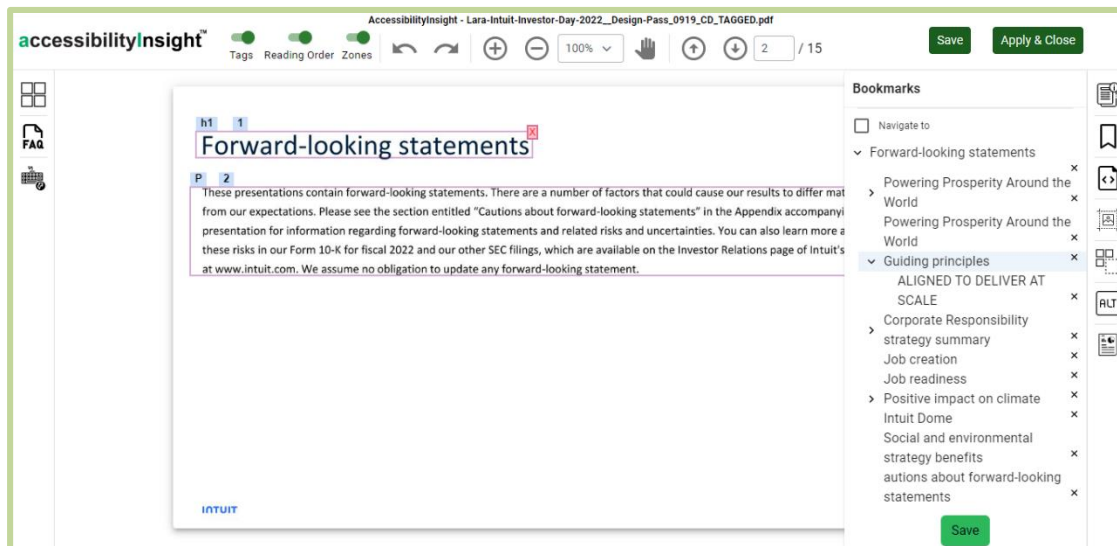 AccessibilityInsight - Lara-Intuit-Investor-Day-2022__Design-Pass_0919_CD_TAGGED.pdf
accessibilityInsight™
Tags Reading Order Zones
100%
2 / 15
Save
Apply & Close
FAQ
h1 1
Forward-looking statements
X
P 2
These presentations contain forward-looking statements. There are a number of factors that could cause our results to differ mat
from our expectations. Please see the section entitled "Cautions about forward-looking statements" in the Appendix accompanyi
presentation for information regarding forward-looking statements and related risks and uncertainties. You can also learn more a
these risks in our Form 10-K for fiscal 2022 and our other SEC filings, which are available on the Investor Relations page of Intuit's
at www.intuit.com. We assume no obligation to update any forward-looking statement.
INTUIT
Bookmarks
Navigate to
Forward-looking statements
Powering Prosperity Around the
World
Powering Prosperity Around the
World
Guiding principles
ALIGNED TO DELIVER AT
SCALE
Corporate Responsibility
strategy summary
Job creation
Job readiness
Positive impact on climate
Intuit Dome
Social and environmental
strategy benefits
autions about forward-looking
statements
Save
ALT